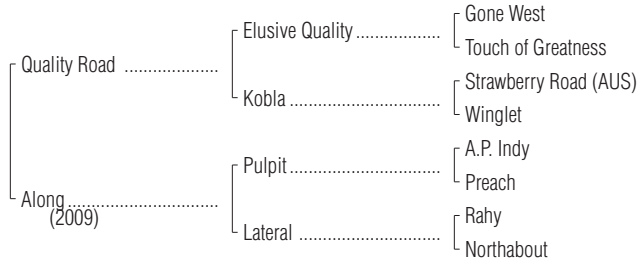 Gone West
Elusive Quality ..................
Touch of Greatness
Quality Road ....................
Strawberry Road (AUS)
Kobla ................................
Winglet
A.P. Indy
Pulpit ................................
Preach
Along ................................
(2009)
Rahy
Lateral ..............................
Northabout